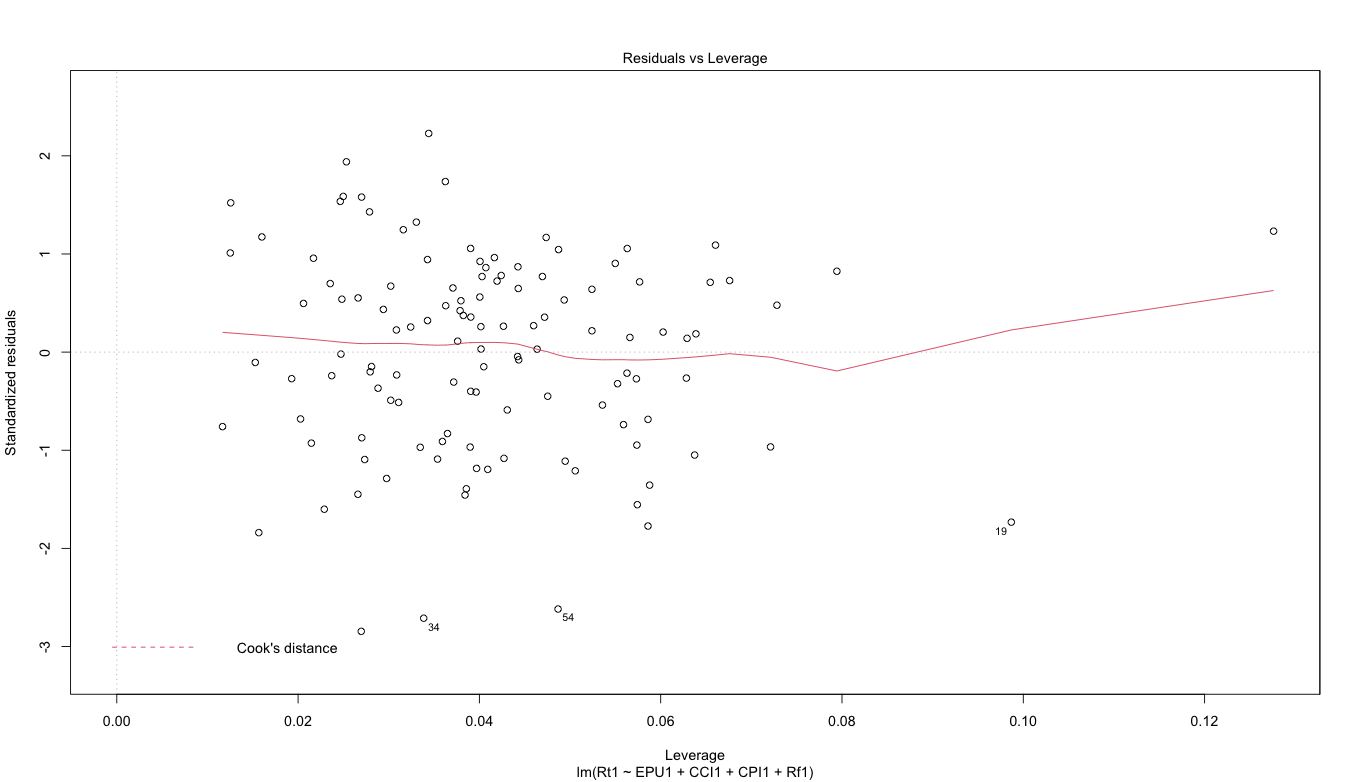 Residuals vs Leverage
Standardized residuals
2
1
0
-1
-2
-3
19
54
34
Cook's distance
0.00 0.02 0.04 0.06 0.08 0.10 0.12
Leverage
lm(Rt1 ~ EPU1 + CCI1 + CPI1 + Rf1)